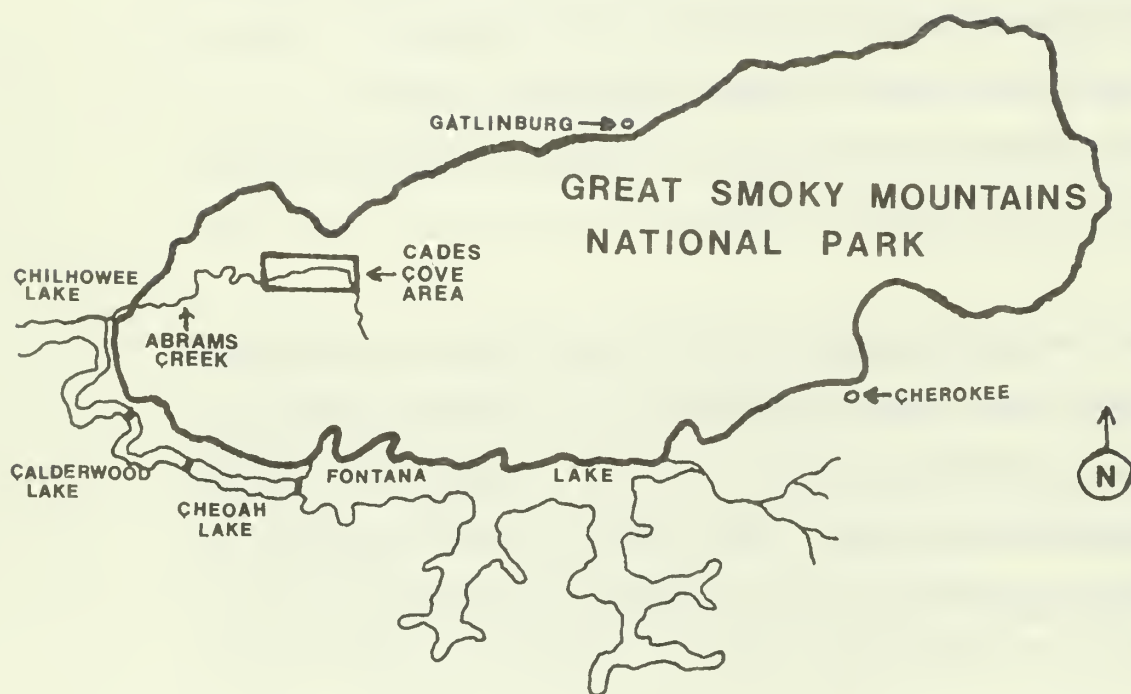 GATLINBURG
GREAT SMOKY MOUNTAINS
NATIONAL PARK
CADES
COVE
AREA
CHILHOWEE
LAKE
ABRAMS
CREEK
CHEROKEE
N
FONTANA LAKE
CALDERWOOD
LAKE
CHEOAH
LAKE